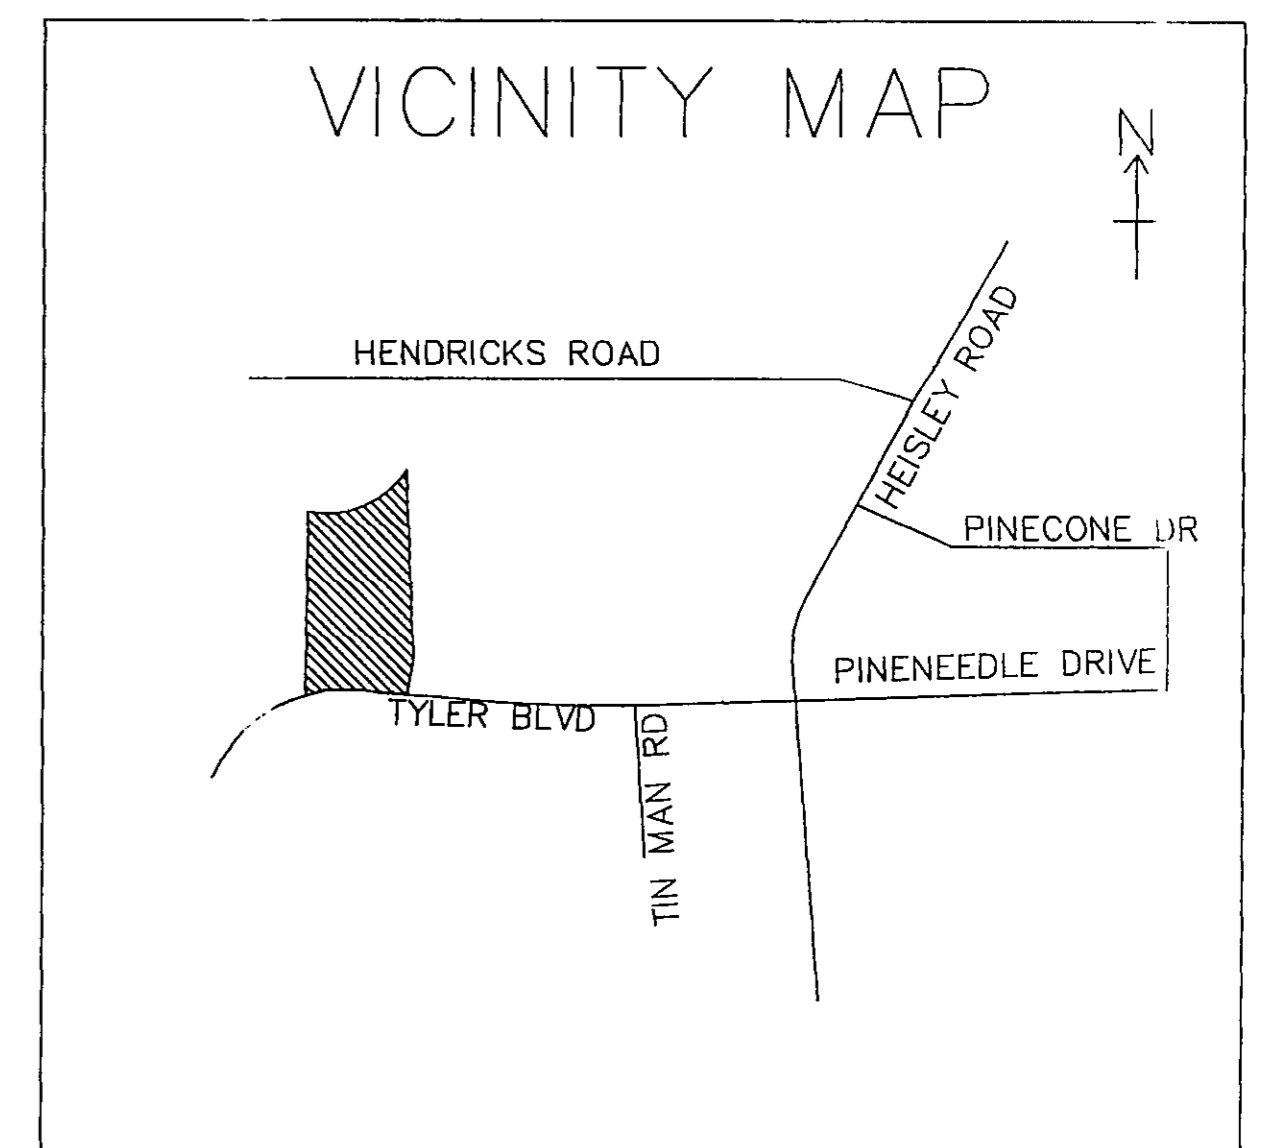 VICINITY MAP
N
HENDRICKS ROAD
HEISLEY ROAD
PINECONE DR
PINENEEDLE DRIVE
TYLER BLVD
TIN MAN RD